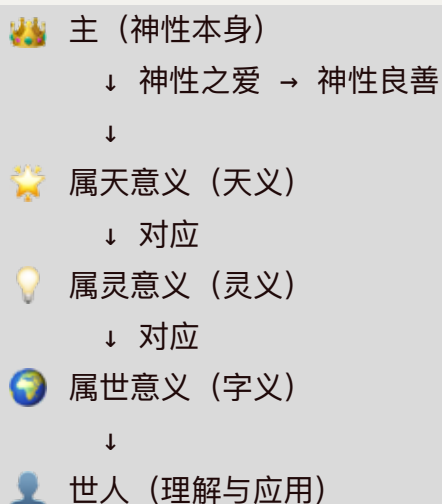 👑 主（神性本身）
↓ 神性之爱 → 神性良善
↓
🌟 属天意义（天义）
↓ 对应
💡 属灵意义（灵义）
↓ 对应
🌍 属世意义（字义）
↓
👤 世人（理解与应用）